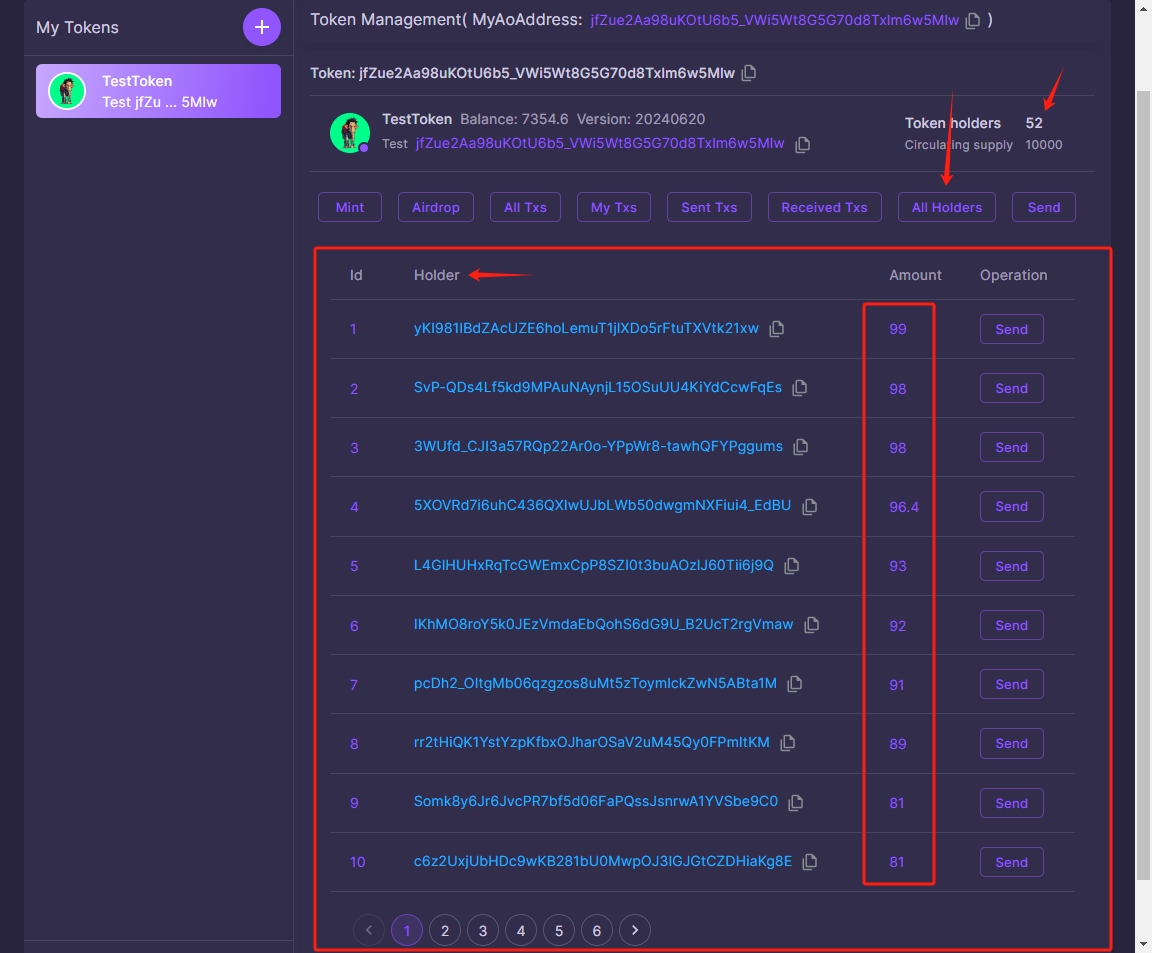 My Tokens
+
TestToken
Test jfZu ... 5MIw
Token Management( MyAoAddress: jfZue2Aa98uKOtU6b5_VWi5Wt8G5G70d8TxIm6w5MIw )
Token: jfZue2Aa98uKOtU6b5_VWi5Wt8G5G70d8TxIm6w5MIw
TestToken Balance: 7354.6 Version: 20240620
Test jfZue2Aa98uKOtU6b5_VWi5Wt8G5G70d8TxIm6w5MIw
Token holders 52
Circulating supply 10000
Mint Airdrop All Txs My Txs Sent Txs Received Txs All Holders Send
Id Holder Amount Operation
1 yKI981IBdZAcUZE6hoLemuT1jlXDo5rFtuTXVtk21xw 99 Send
2 SvP-QDs4Lf5kd9MPAuNAynjL15OSuUU4KiYdCcwFqEs 98 Send
3 3WUfd_CJI3a57RQp22Ar0o-YPpWr8-tawhQFYPggums 98 Send
4 5XOVRd7i6uhC436QXIwUJbLWb50dwgmNXFiui4_EdBU 96.4 Send
5 L4GIHUHxRqTcGWEmxCpP8SZI0t3buAOzIJ60Tii6j9Q 93 Send
6 IKhMO8roY5k0JEzVmdaEbQohS6dG9U_B2UcT2rgVmaw 92 Send
7 pcDh2_OItgMb06qzgzos8uMt5zToymIckZwN5ABta1M 91 Send
8 rr2tHiQK1YstYzpKfbxOJharOSaV2uM45Qy0FPmItKM 89 Send
9 Somk8y6Jr6JvcPR7bf5d06FaPQssJsnrwA1YVSbe9C0 81 Send
10 c6z2UxjUbHDc9wKB281bU0MwpOJ3IGJGtCZDHiaKg8E 81 Send
1 2 3 4 5 6